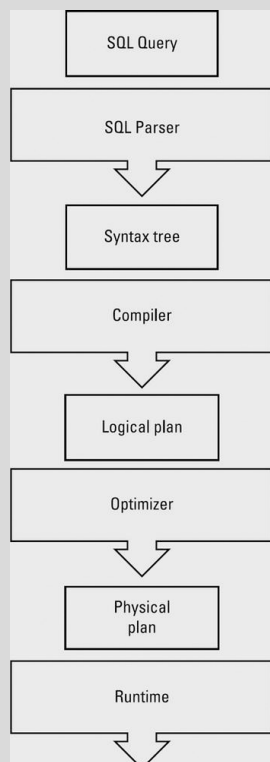 SQL Query
SQL Parser
Syntax tree
Compiler
Logical plan
Optimizer
Physical
plan
Runtime